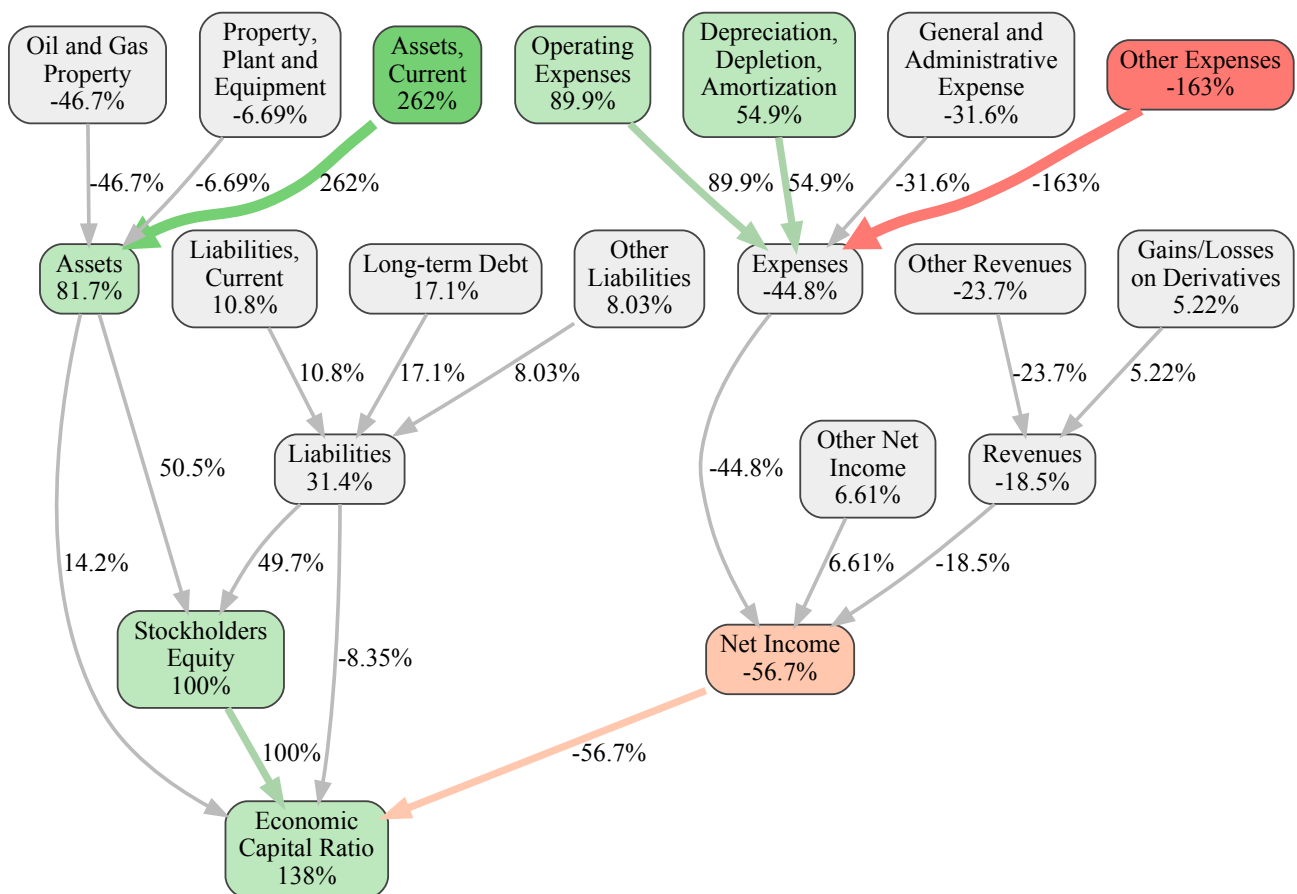 Oil and Gas
Property
-46.7%
Property,
Plant and
Equipment
-6.69%
Assets,
Current
262%
Operating
Expenses
89.9%
Depreciation,
Depletion,
Amortization
54.9%
General and
Administrative
Expense
-31.6%
Other Expenses
-163%
-46.7%
-6.69%
262%
89.9%
54.9%
-31.6%
-163%
Assets
81.7%
Liabilities,
Current
10.8%
Long-term Debt
17.1%
Other
Liabilities
8.03%
Expenses
-44.8%
Other Revenues
-23.7%
Gains/Losses
on Derivatives
5.22%
10.8%
17.1%
8.03%
-23.7%
5.22%
50.5%
Liabilities
31.4%
-44.8%
Other Net
Income
6.61%
Revenues
-18.5%
14.2%
49.7%
6.61%
-18.5%
Stockholders
Equity
100%
-8.35%
Net Income
-56.7%
100%
-56.7%
Economic
Capital Ratio
138%